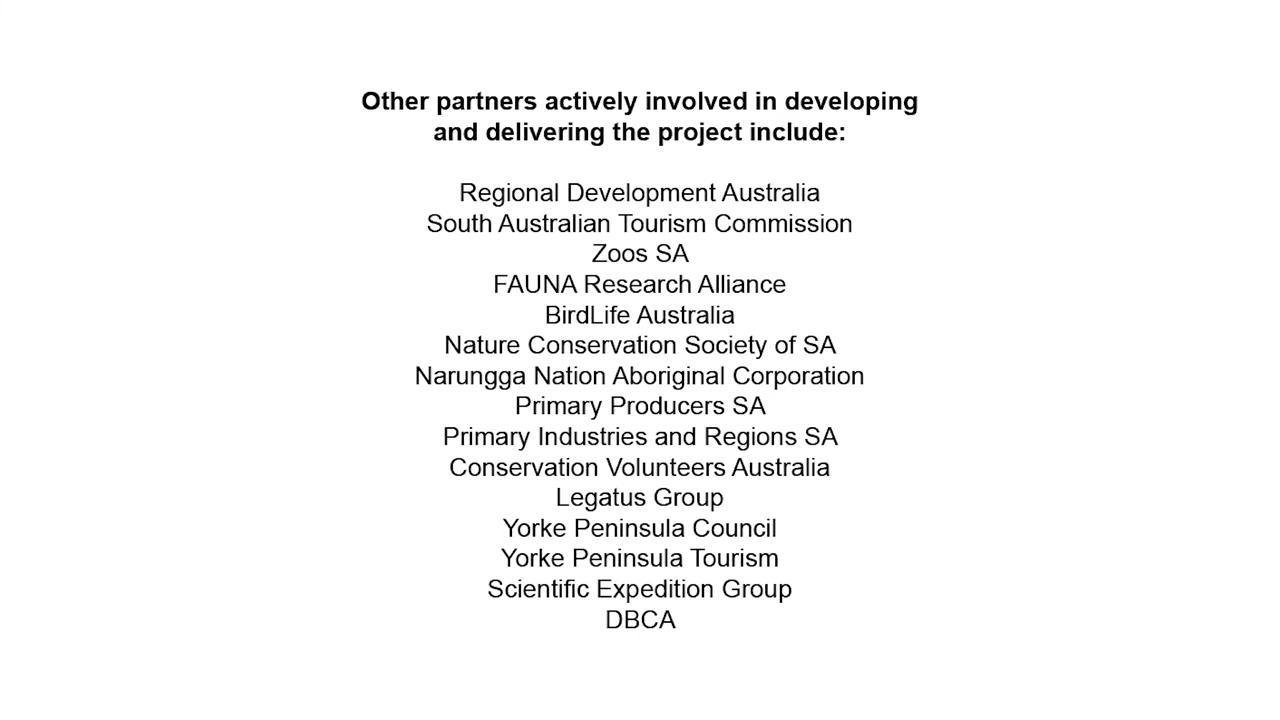 Other partners actively involved in developing
and delivering the project include:
Regional Development Australia
South Australian Tourism Commission
Zoos SA
FAUNA Research Alliance
BirdLife Australia
Nature Conservation Society of SA
Narungga Nation Aboriginal Corporation
Primary Producers SA
Primary Industries and Regions SA
Conservation Volunteers Australia
Legatus Group
Yorke Peninsula Council
Yorke Peninsula Tourism
Scientific Expedition Group
DBCA